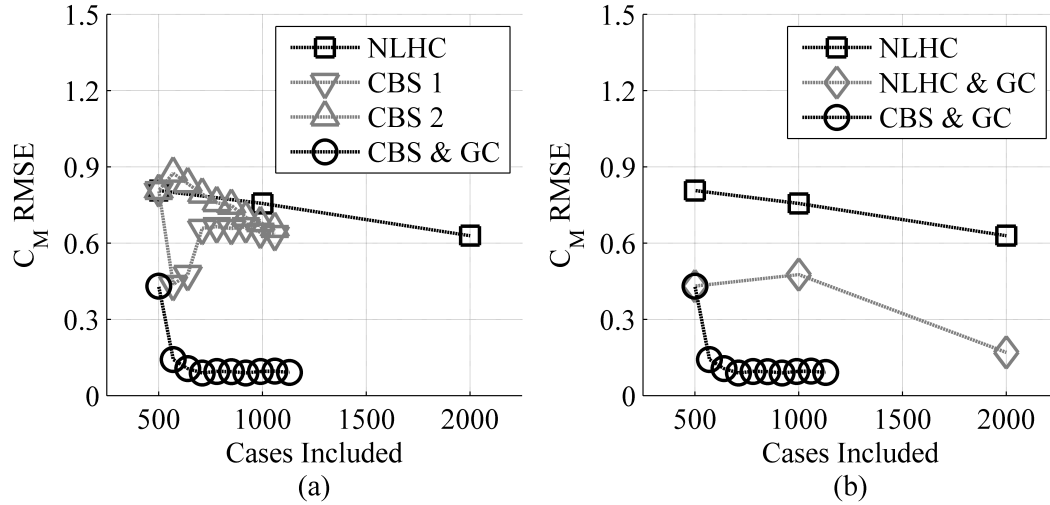 1.5
1.2
0.9
0.6
0.3
0
C_M RMSE
NLHC
CBS 1
CBS 2
CBS & GC
500 1000 1500 2000
Cases Included
(a)
1.5
1.2
0.9
0.6
0.3
0
C_M RMSE
NLHC
NLHC & GC
CBS & GC
500 1000 1500 2000
Cases Included
(b)